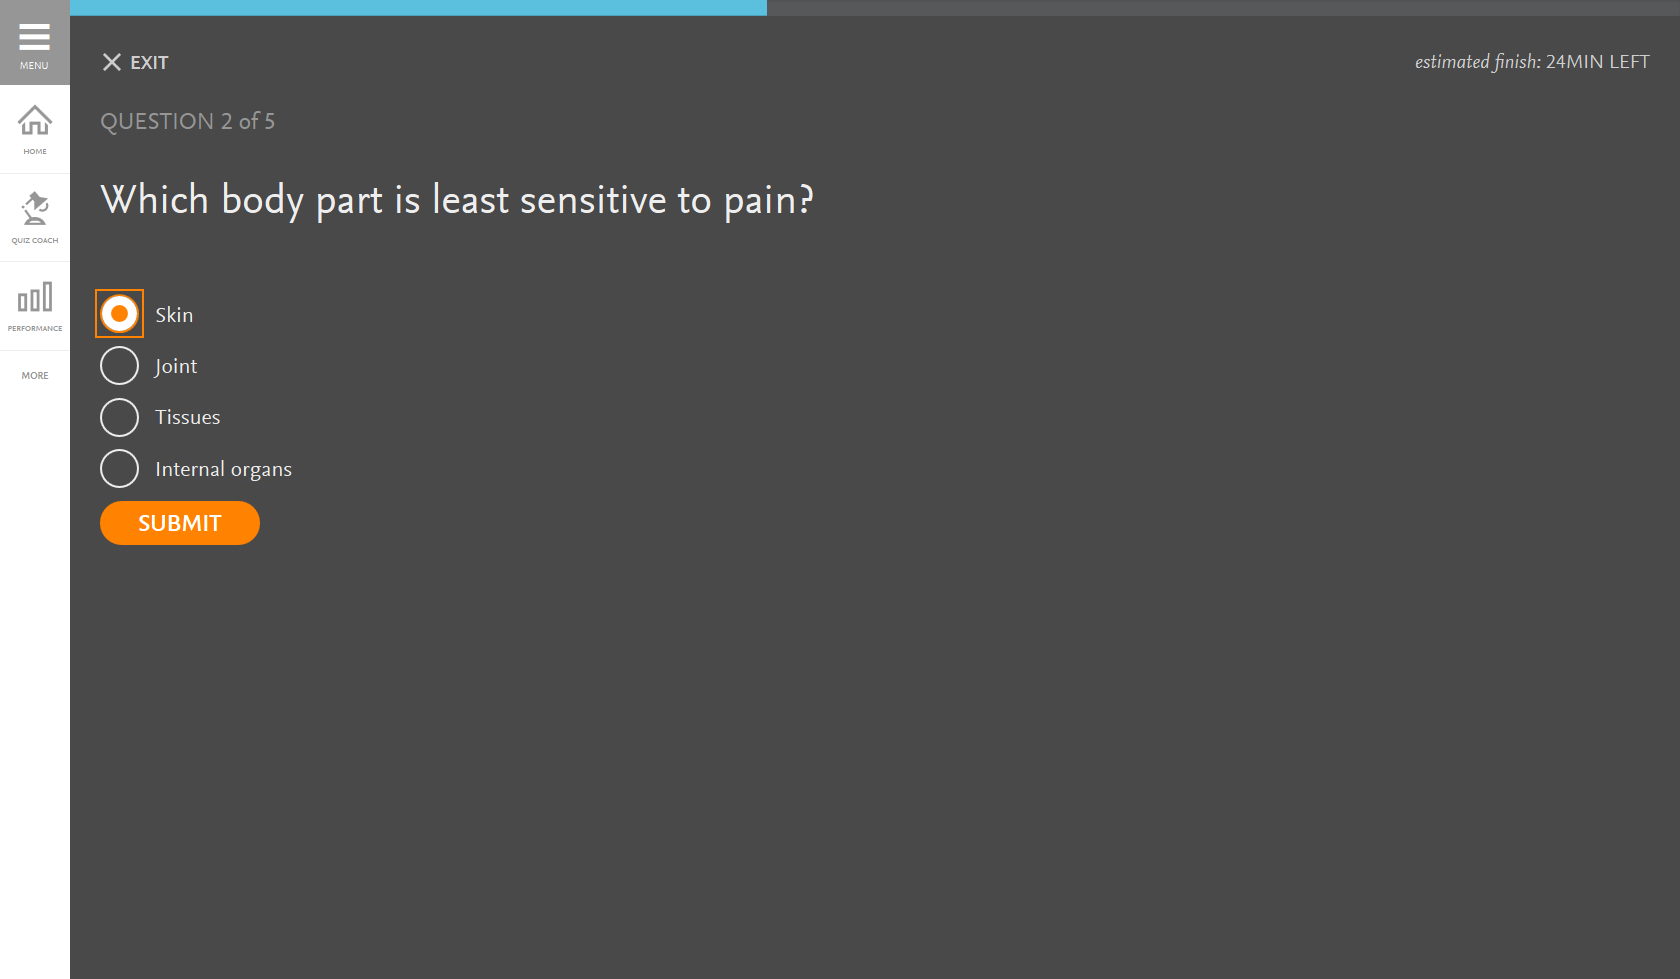 MENU
HOME
QUIZ COACH
PERFORMANCE
MORE
EXIT
estimated finish: 24MIN LEFT
QUESTION 2 of 5
Which body part is least sensitive to pain?
Skin
Joint
Tissues
Internal organs
SUBMIT